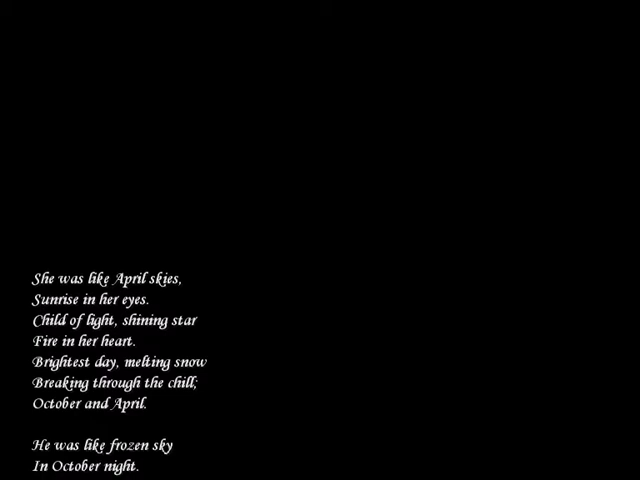 She was like April skies,
Sunrise in her eyes.
Child of light, shining star
Fire in her heart.
Brightest day, melting snow
Breaking through the chill;
October and April.

He was like frozen sky
In October night.